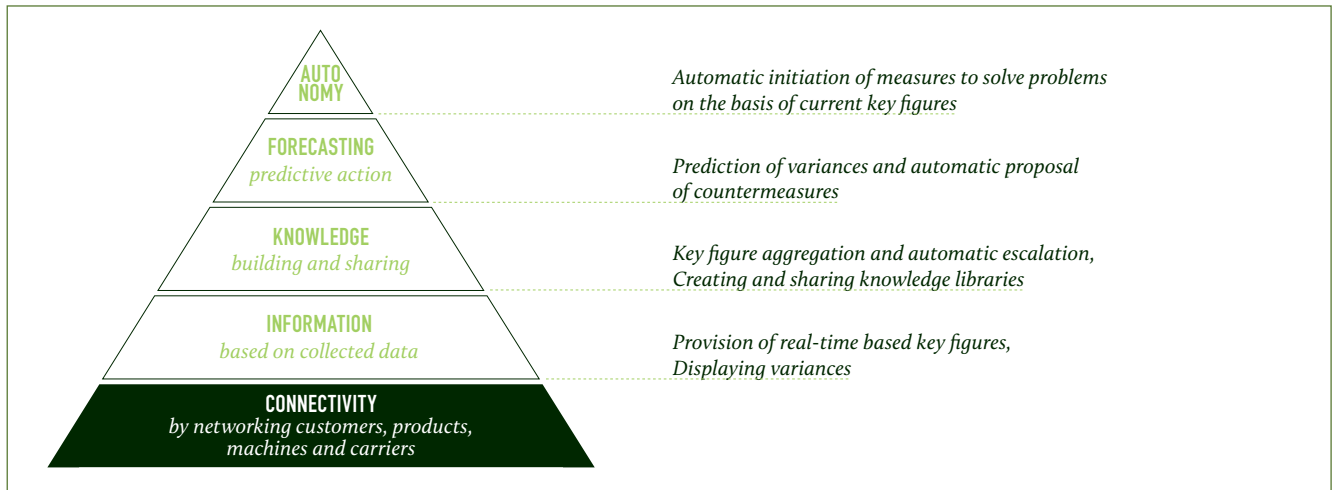 AUTO
NOMY
Automatic initiation of measures to solve problems
on the basis of current key figures
FORECASTING
predictive action
Prediction of variances and automatic proposal
of countermeasures
KNOWLEDGE
building and sharing
Key figure aggregation and automatic escalation,
Creating and sharing knowledge libraries
INFORMATION
based on collected data
Provision of real-time based key figures,
Displaying variances
CONNECTIVITY
by networking customers, products,
machines and carriers